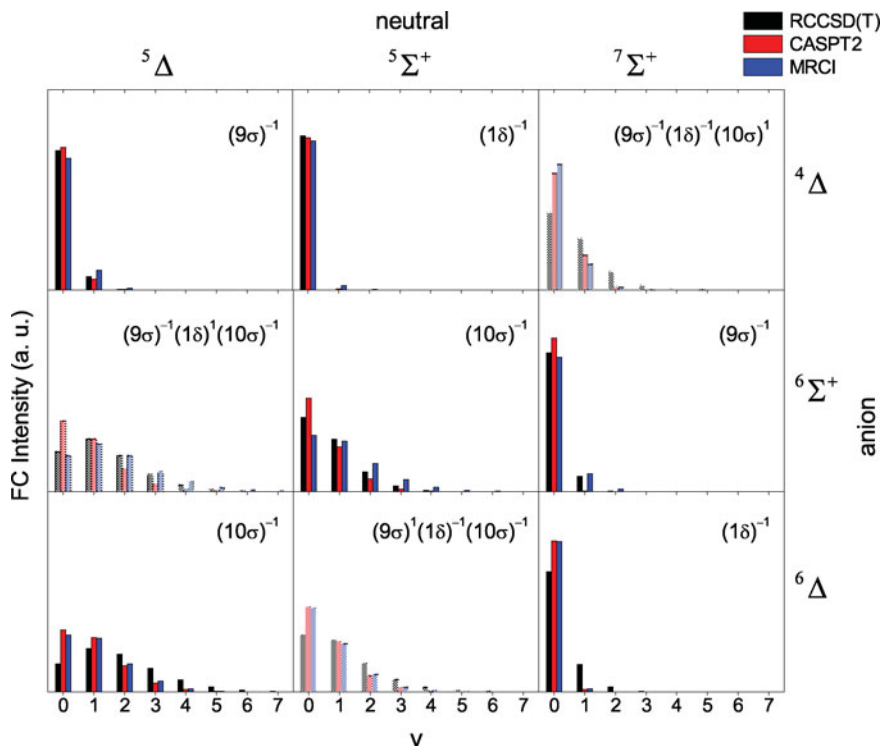 neutral
RCCSD(T)
CASPT2
MRCI
⁵Δ ⁵Σ⁺ ⁷Σ⁺
(9σ)⁻¹ (1δ)⁻¹ (9σ)⁻¹(1δ)⁻¹(10σ)¹
⁴Δ
(9σ)⁻¹(1δ)¹(10σ)⁻¹ (10σ)⁻¹ (9σ)⁻¹
⁶Σ⁺
(10σ)⁻¹ (9σ)¹(1δ)⁻¹(10σ)⁻¹ (1δ)⁻¹
⁶Δ
FC Intensity (a. u.)
anion
0 1 2 3 4 5 6 7 0 1 2 3 4 5 6 7 0 1 2 3 4 5 6 7
v